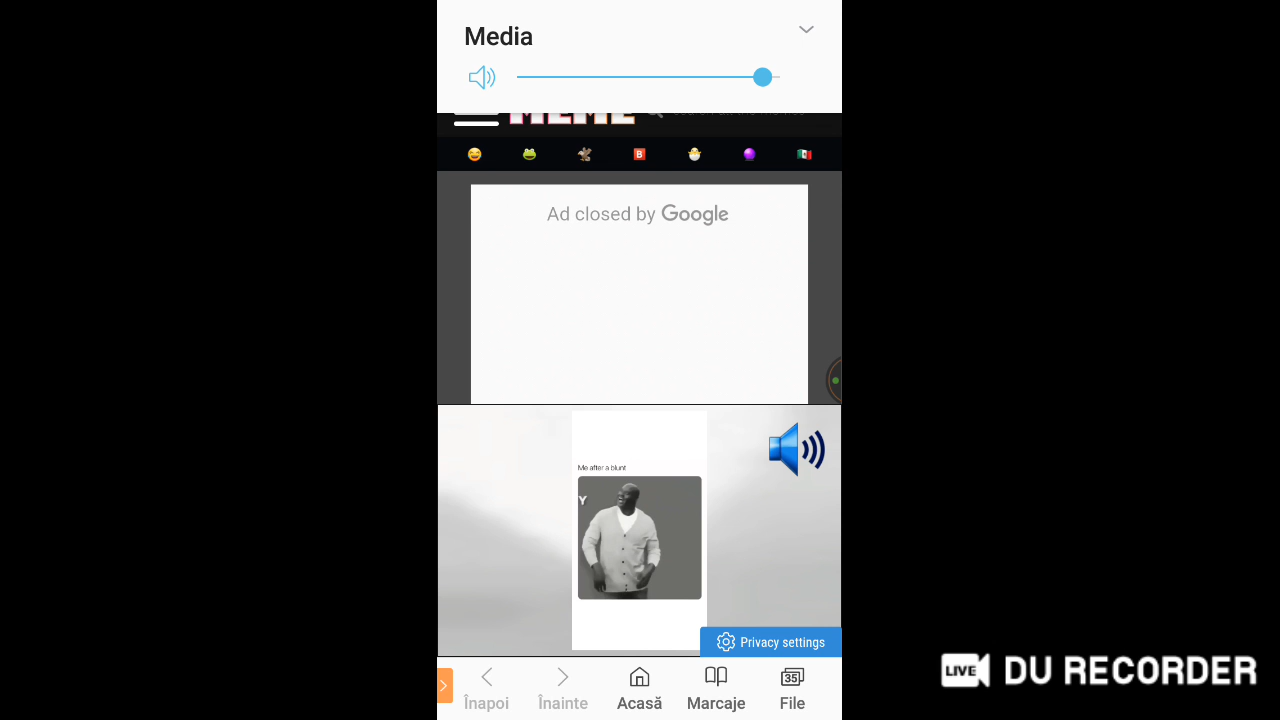 Media
MEME
Ad closed by Google
Me after a blunt
Y
Privacy settings
35
Înapoi Înainte Acasă Marcaje File
LIVE DU RECORDER